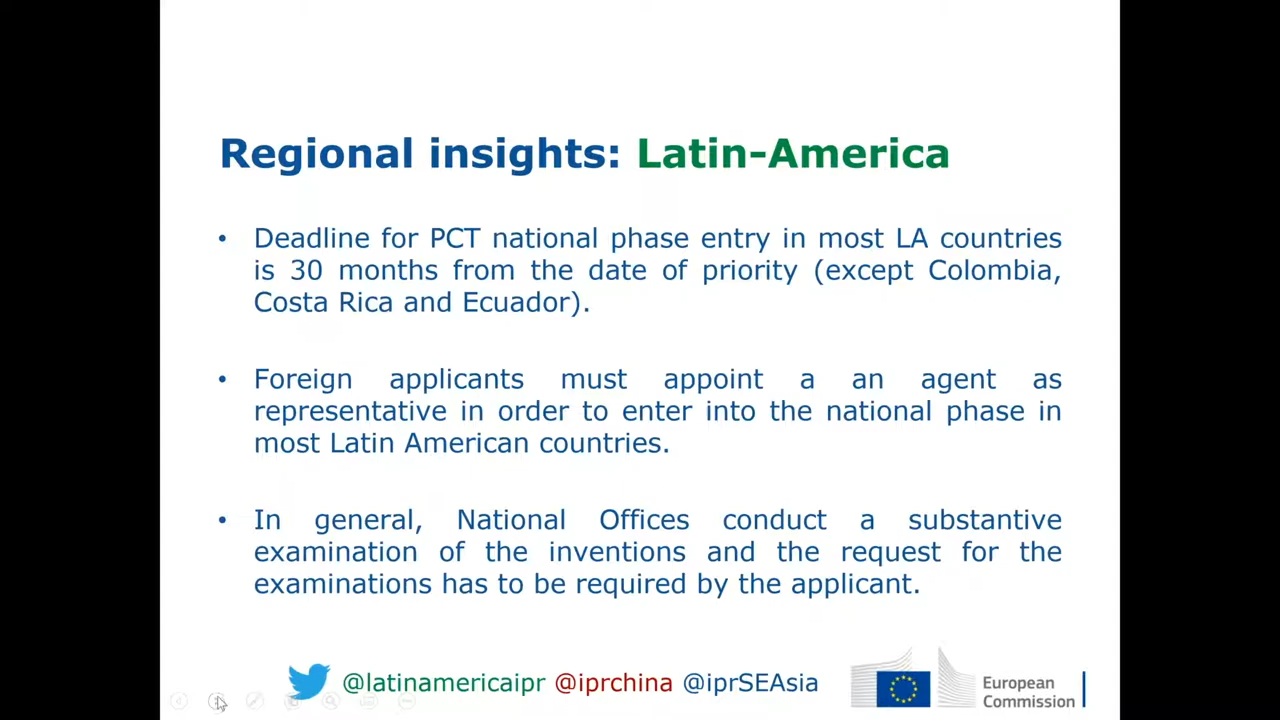 Regional insights: Latin-America
• Deadline for PCT national phase entry in most LA countries
is 30 months from the date of priority (except Colombia,
Costa Rica and Ecuador).
• Foreign applicants must appoint a an agent as
representative in order to enter into the national phase in
most Latin American countries.
• In general, National Offices conduct a substantive
examination of the inventions and the request for the
examinations has to be required by the applicant.
@latinamericaipr @iprchina @iprSEAsia
European
Commission